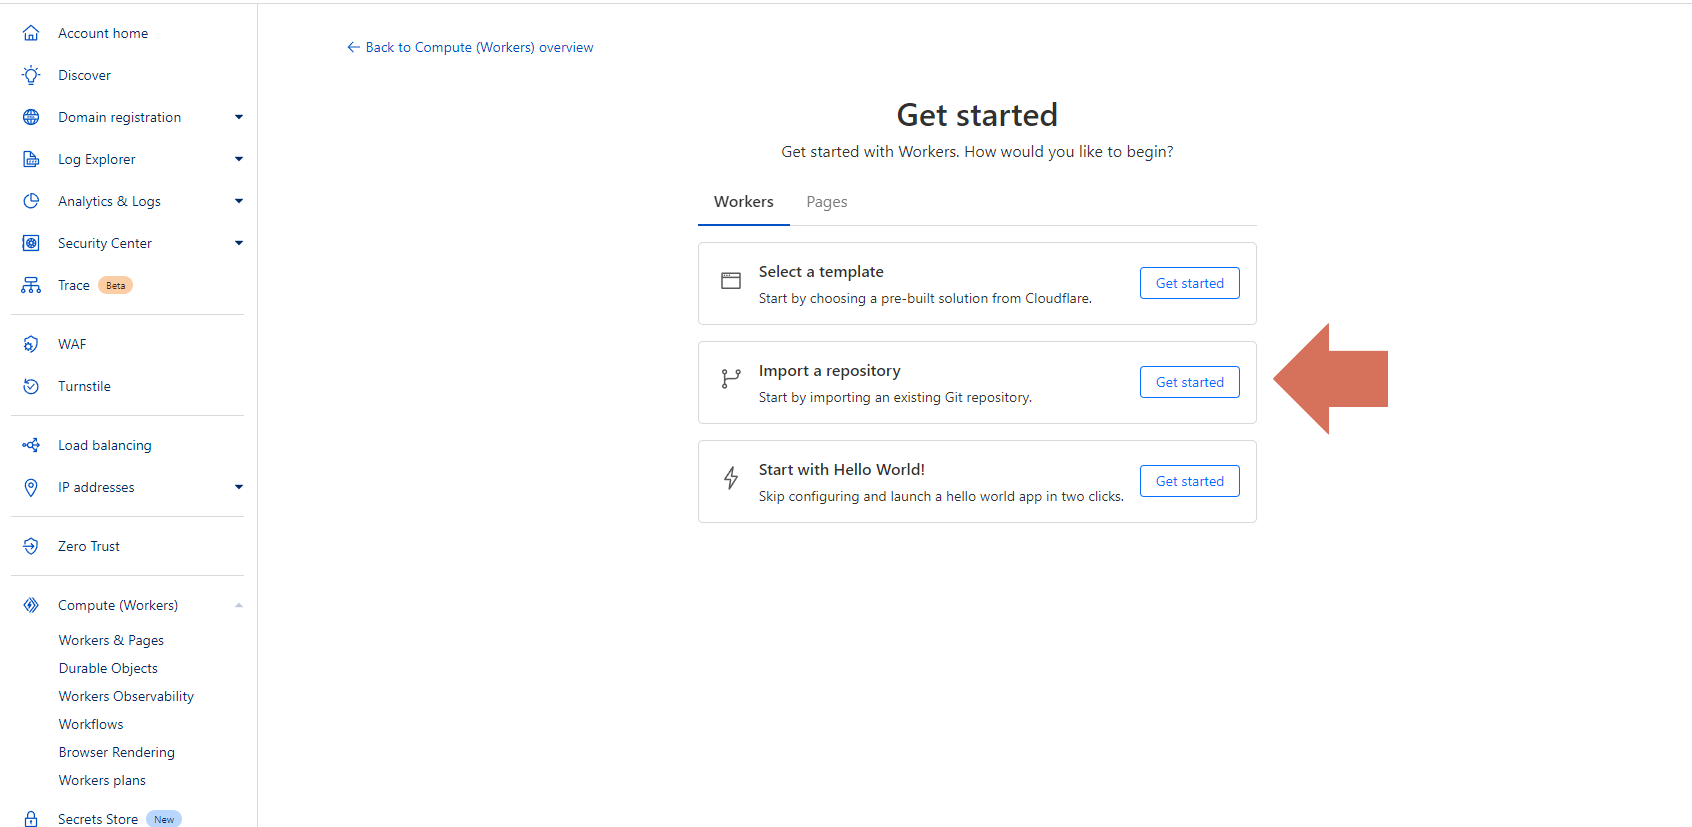 Account home
Discover
Domain registration
Log Explorer
Analytics & Logs
Security Center
Trace Beta
WAF
Turnstile
Load balancing
IP addresses
Zero Trust
Compute (Workers)
Workers & Pages
Durable Objects
Workers Observability
Workflows
Browser Rendering
Workers plans
Secrets Store New
← Back to Compute (Workers) overview
Get started
Get started with Workers. How would you like to begin?
Workers Pages
Select a template
Start by choosing a pre-built solution from Cloudflare.
Get started
Import a repository
Start by importing an existing Git repository.
Get started
Start with Hello World!
Skip configuring and launch a hello world app in two clicks.
Get started